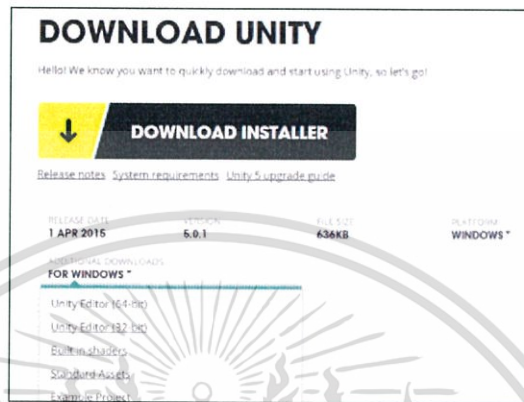 DOWNLOAD UNITY
Hello! We know you want to quickly download and start using Unity, so let's go!
DOWNLOAD INSTALLER
Release notes System requirements Unity 5 upgrade guide
RELEASE DATE VERSION FILE SIZE PLATFORM
1 APR 2015 5.0.1 636KB WINDOWS
ADDITIONAL DOWNLOADS
FOR WINDOWS
Unity Editor (64-bit)
Unity Editor (32-bit)
Built in shaders
Standard Assets
Example Project